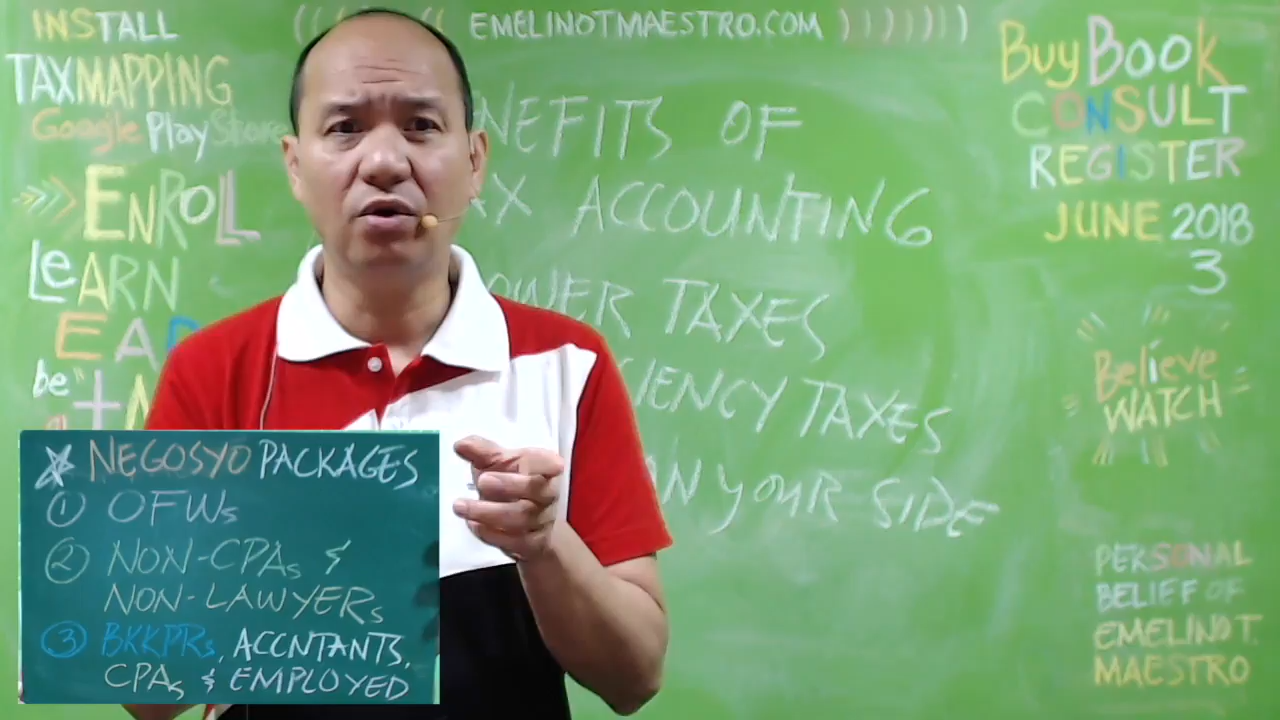 INSTALL
TAXMAPPING
Google Play Store
ENROLL
LeARN
be "+
((((( EMELINOTMAESTRO.COM ))))))
NEFITS OF
AX ACCOUNTING
OWER TAXES
CIENCY TAXES
N yOUR SIDE
Buy Book
CONSULT
REGISTER
JUNE 2018
3
Believe
WATCH
PERSONAL
BELIEF OF
EMELINO T.
MAESTRO
NEGOSYO PACKAGES
1 OFWs
2 NON-CPAs &
NON-LAWYERs
3 BKKPRs, ACCNTANTS,
CPAs & EMPLOYED